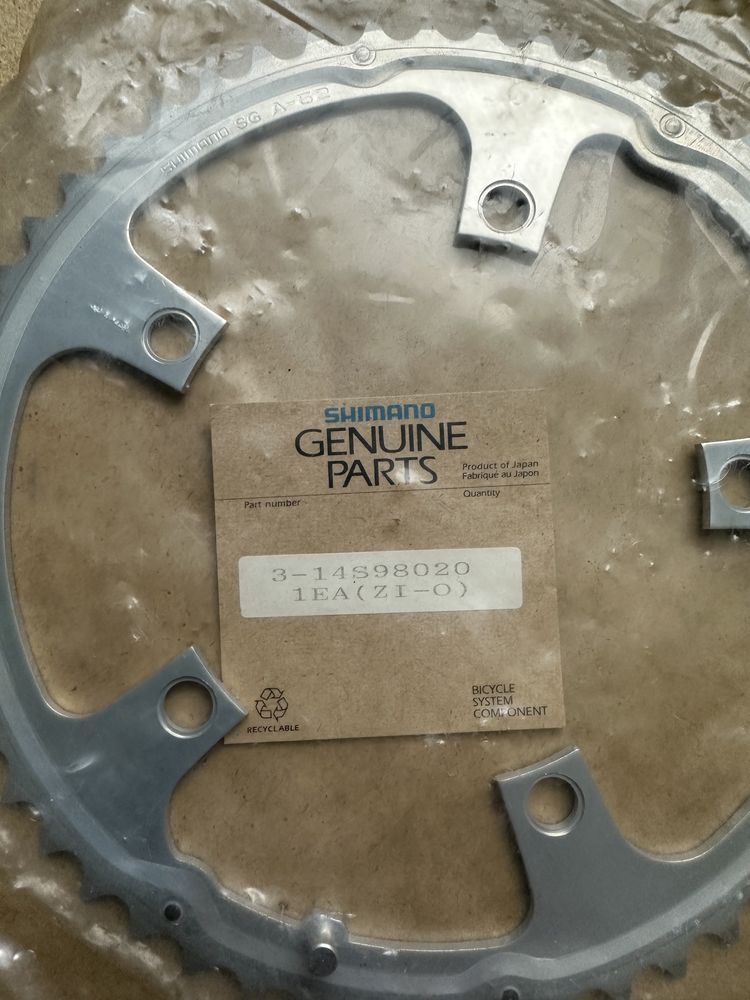 SHIMANO SG A-52
SHIMANO
GENUINE
PARTS
Product of Japan
Fabriqué au Japon
Part number
Quantity
3-14S98020
1EA(ZI-O)
RECYCLABLE
BICYCLE
SYSTEM
COMPONENT